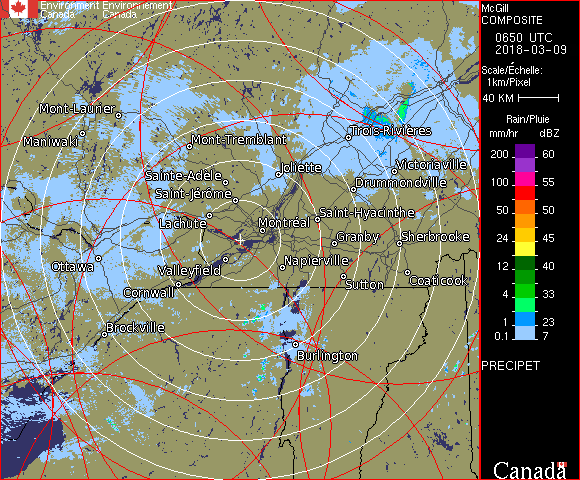 Environment Environnement
Canada Canada
McGill
COMPOSITE
0650 UTC
2018-03-09
Scale/Échelle:
1km/Pixel
40 KM
Rain/Pluie
mm/hr dBZ
200 60
100 55
50 50
24 45
12 40
4 33
1 23
0.1 7
PRECIPET
Canada
Mont-Laurier
Maniwaki
Mont-Tremblant
Trois-Rivières
Joliette
Victoriaville
Sainte-Adèle
Drummondville
Saint-Jérôme
Saint-Hyacinthe
Lachute
Montréal
Granby
Sherbrooke
Ottawa
Valleyfield
Napierville
Cornwall
Sutton
Coaticook
Brockville
Burlington